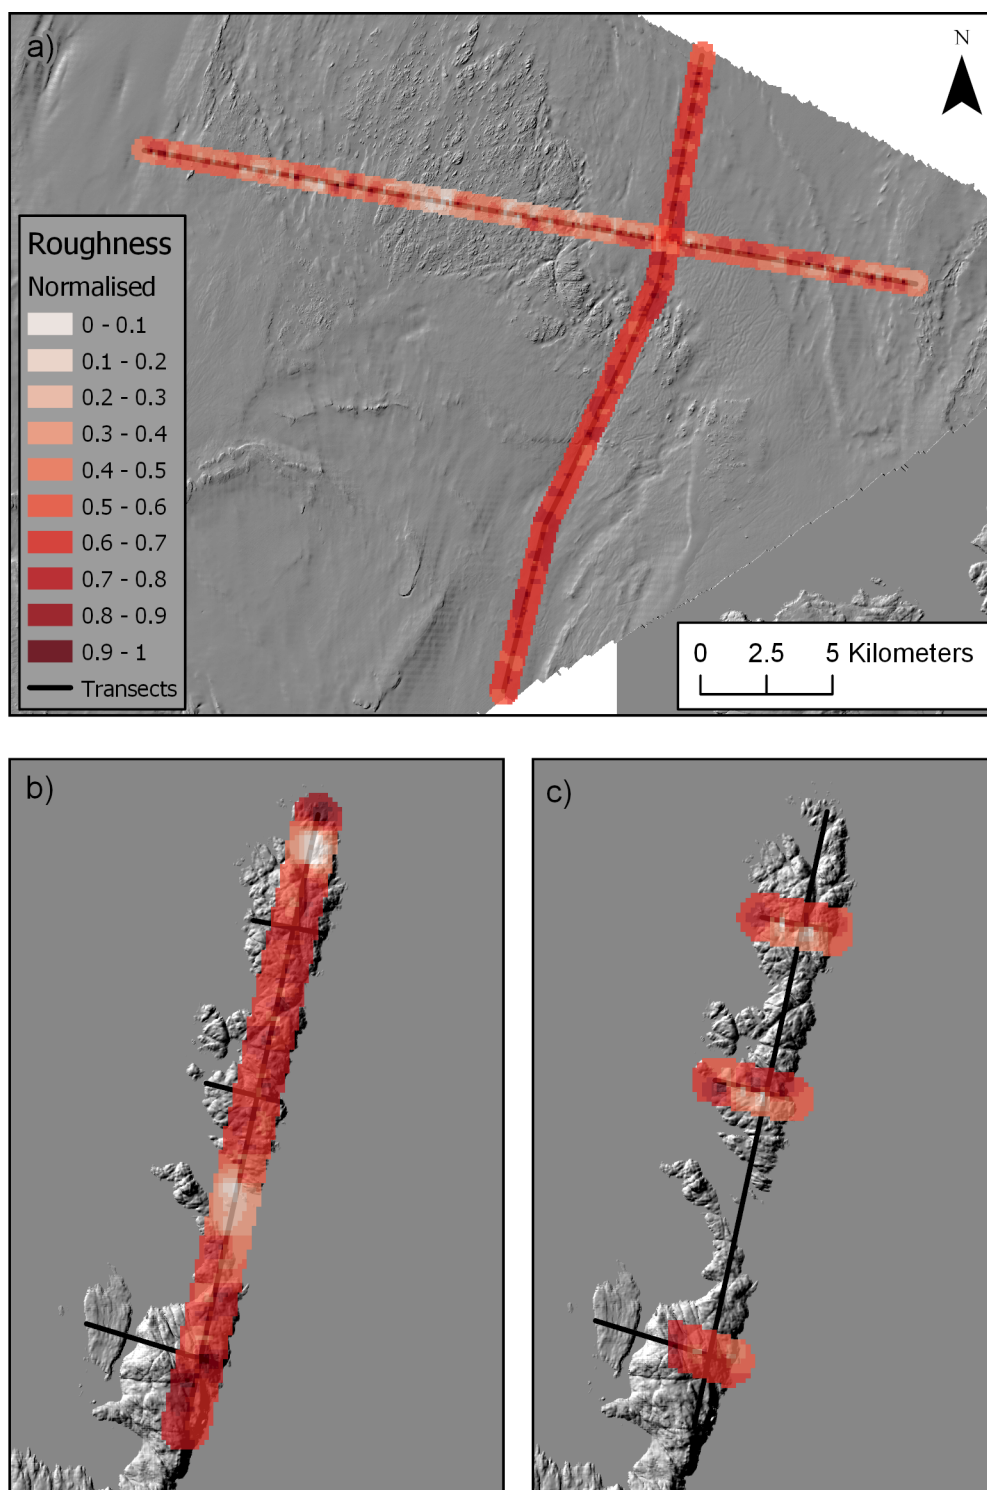 a)
N
Roughness
Normalised
0 - 0.1
0.1 - 0.2
0.2 - 0.3
0.3 - 0.4
0.4 - 0.5
0.5 - 0.6
0.6 - 0.7
0.7 - 0.8
0.8 - 0.9
0.9 - 1
Transects
0 2.5 5 Kilometers
b)
c)